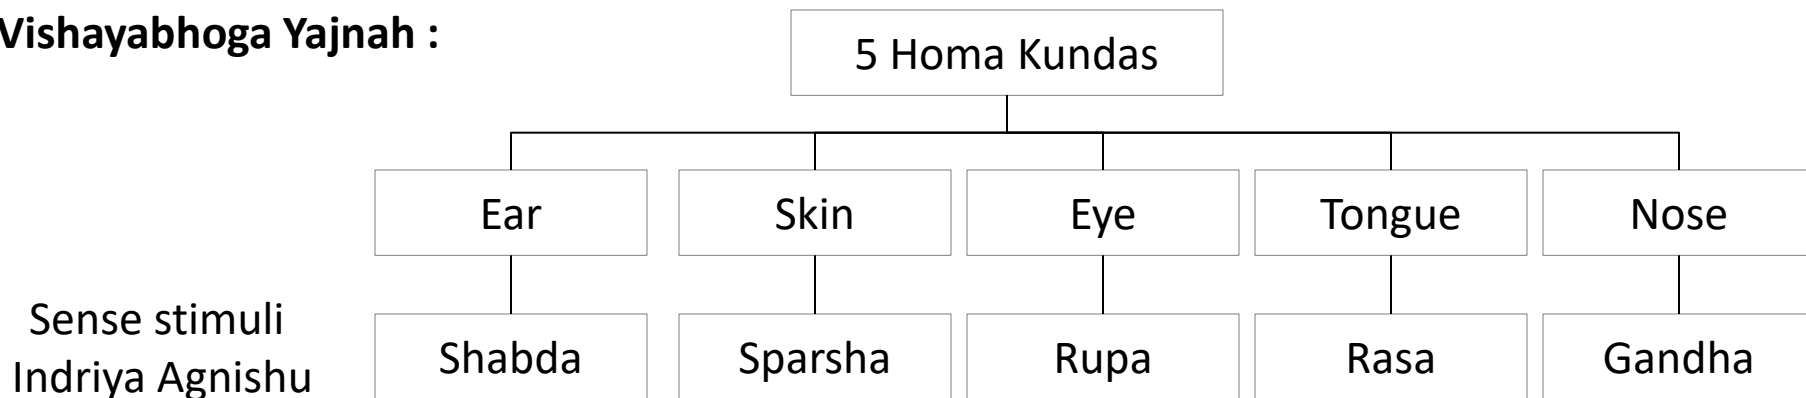 Vishayabhoga Yajnah :
5 Homa Kundas
Ear Skin Eye Tongue Nose
Sense stimuli
Shabda Sparsha Rupa Rasa Gandha
Indriya Agnishu